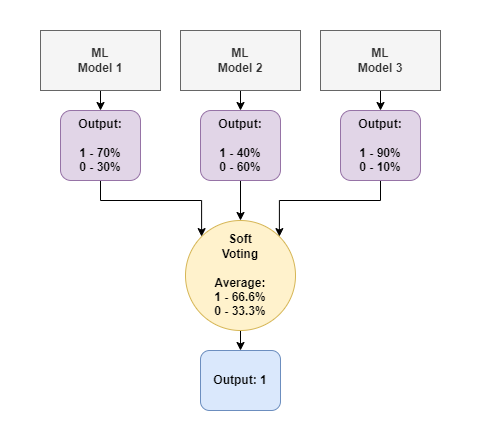 ML
Model 1
ML
Model 2
ML
Model 3
Output:
1 - 70%
0 - 30%
Output:
1 - 40%
0 - 60%
Output:
1 - 90%
0 - 10%
Soft
Voting
Average:
1 - 66.6%
0 - 33.3%
Output: 1